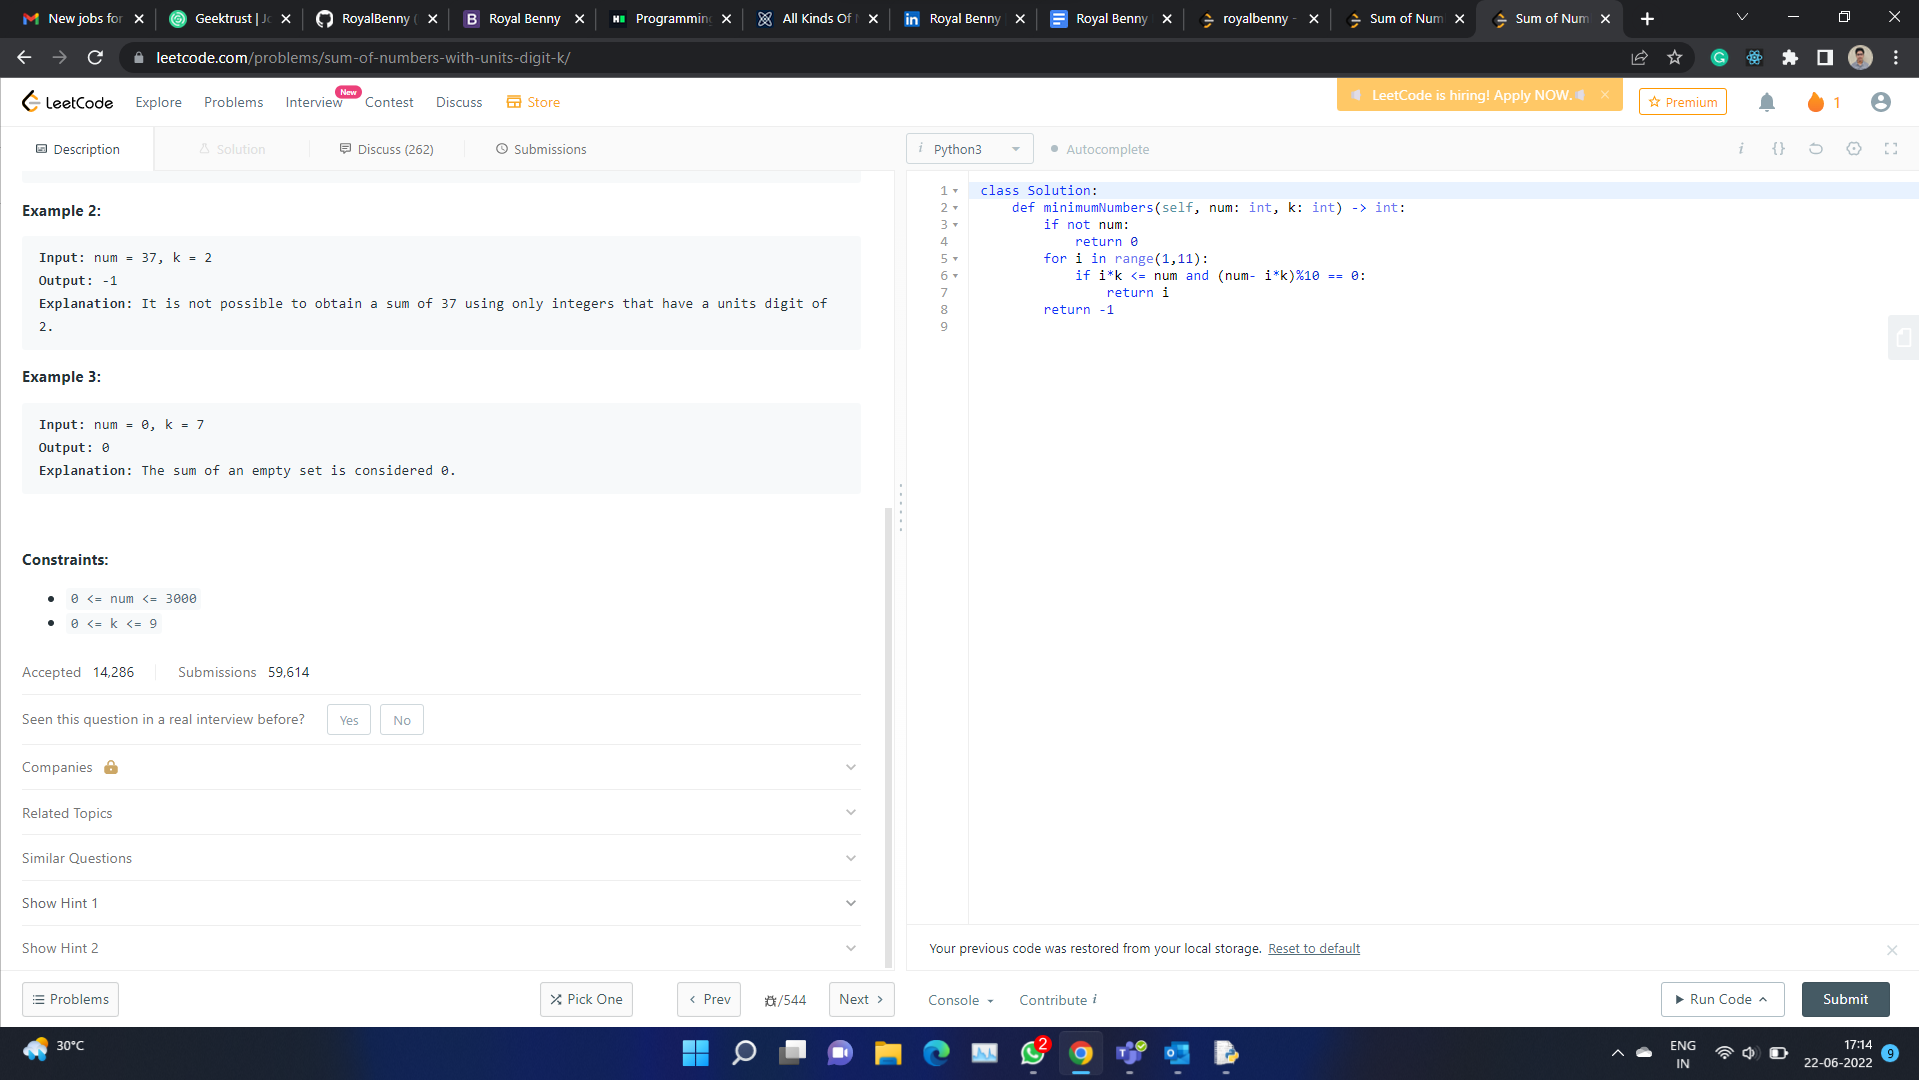 New jobs for
Geektrust | Jo
RoyalBenny (
Royal Benny
Programming
All Kinds Of
Royal Benny
Royal Benny
royalbenny -
Sum of Num
Sum of Num
leetcode.com/problems/sum-of-numbers-with-units-digit-k/
LeetCode
Explore
Problems
Interview
New
Contest
Discuss
Store
LeetCode is hiring! Apply NOW.
Premium
1
Description
Solution
Discuss (262)
Submissions
i Python3
Autocomplete
i {}
Example 2:
Input: num = 37, k = 2
Output: -1
Explanation: It is not possible to obtain a sum of 37 using only integers that have a units digit of
2.
Example 3:
Input: num = 0, k = 7
Output: 0
Explanation: The sum of an empty set is considered 0.
Constraints:
0 <= num <= 3000
0 <= k <= 9
Accepted 14,286
Submissions 59,614
Seen this question in a real interview before?
Yes
No
Companies
Related Topics
Similar Questions
Show Hint 1
Show Hint 2
1 class Solution:
2 def minimumNumbers(self, num: int, k: int) -> int:
3 if not num:
4 return 0
5 for i in range(1,11):
6 if i*k <= num and (num- i*k)%10 == 0:
7 return i
8 return -1
9
Your previous code was restored from your local storage. Reset to default
Problems
Pick One
Prev
/544
Next
Console
Contribute i
Run Code
Submit
30°C
2
ENG
IN
17:14
22-06-2022
9